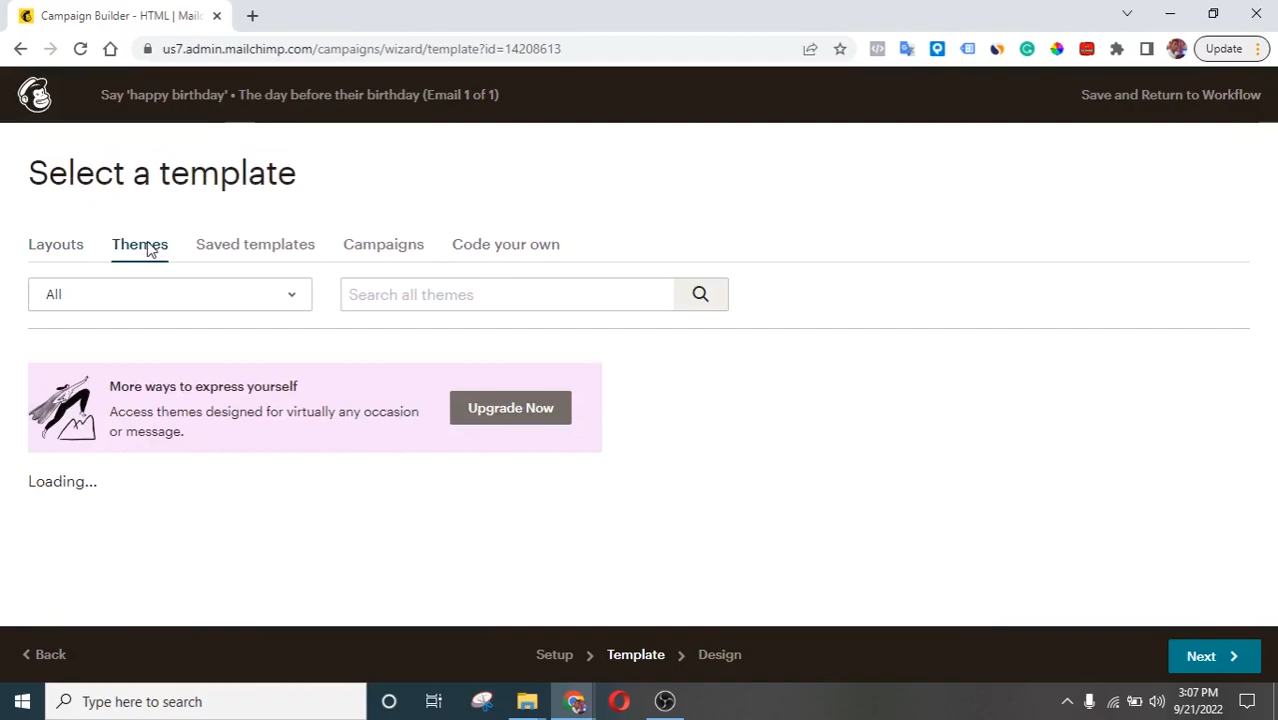 Campaign Builder - HTML | Mailc
us7.admin.mailchimp.com/campaigns/wizard/template?id=14208613
Update
Say 'happy birthday' • The day before their birthday (Email 1 of 1)
Save and Return to Workflow
Select a template
Layouts
Themes
Saved templates
Campaigns
Code your own
All
Search all themes
More ways to express yourself
Access themes designed for virtually any occasion
or message.
Upgrade Now
Loading...
Back
Setup
Template
Design
Next
Type here to search
3:07 PM
9/21/2022